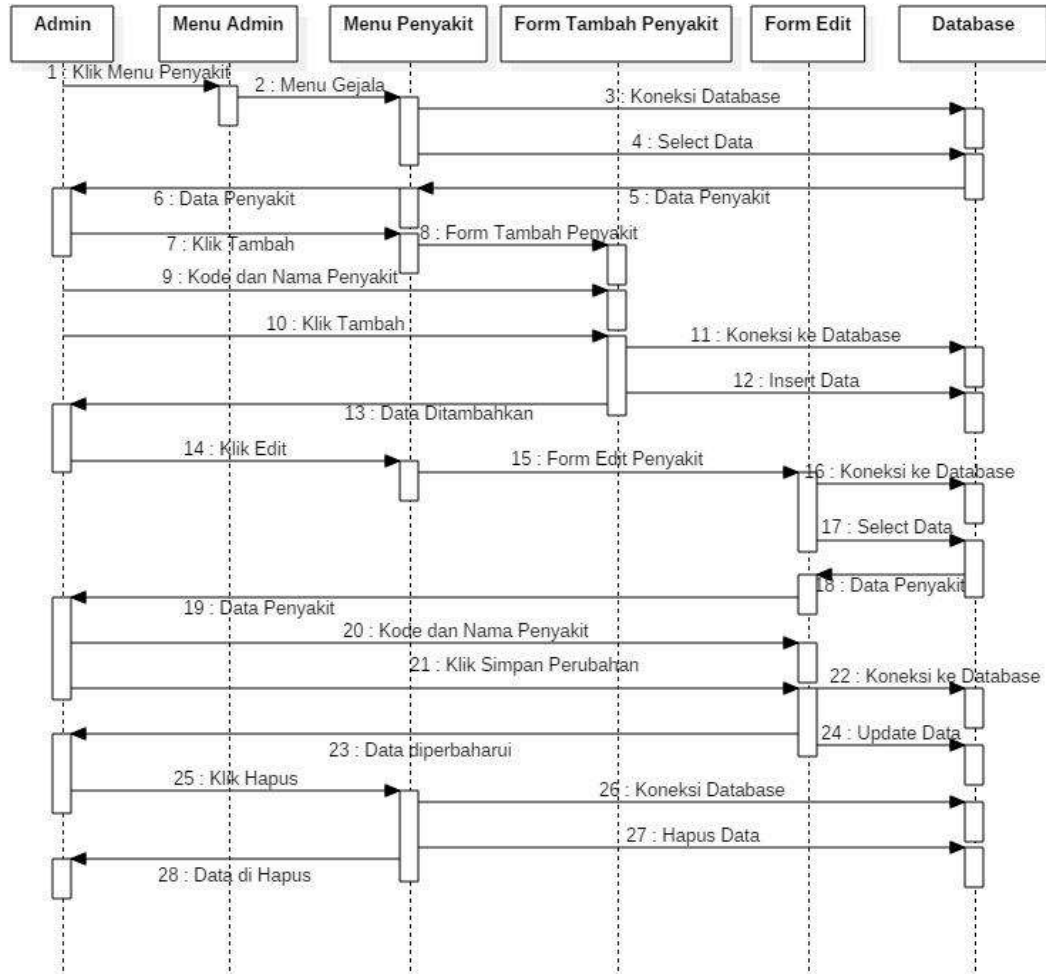 Admin
Menu Admin
Menu Penyakit
Form Tambah Penyakit
Form Edit
Database
1 : Klik Menu Penyakit
2 : Menu Gejala
3 : Koneksi Database
4 : Select Data
5 : Data Penyakit
6 : Data Penyakit
7 : Klik Tambah
8 : Form Tambah Penyakit
9 : Kode dan Nama Penyakit
10 : Klik Tambah
11 : Koneksi ke Database
12 : Insert Data
13 : Data Ditambahkan
14 : Klik Edit
15 : Form Edit Penyakit
16 : Koneksi ke Database
17 : Select Data
18 : Data Penyakit
19 : Data Penyakit
20 : Kode dan Nama Penyakit
21 : Klik Simpan Perubahan
22 : Koneksi ke Database
23 : Data diperbaharui
24 : Update Data
25 : Klik Hapus
26 : Koneksi Database
27 : Hapus Data
28 : Data di Hapus